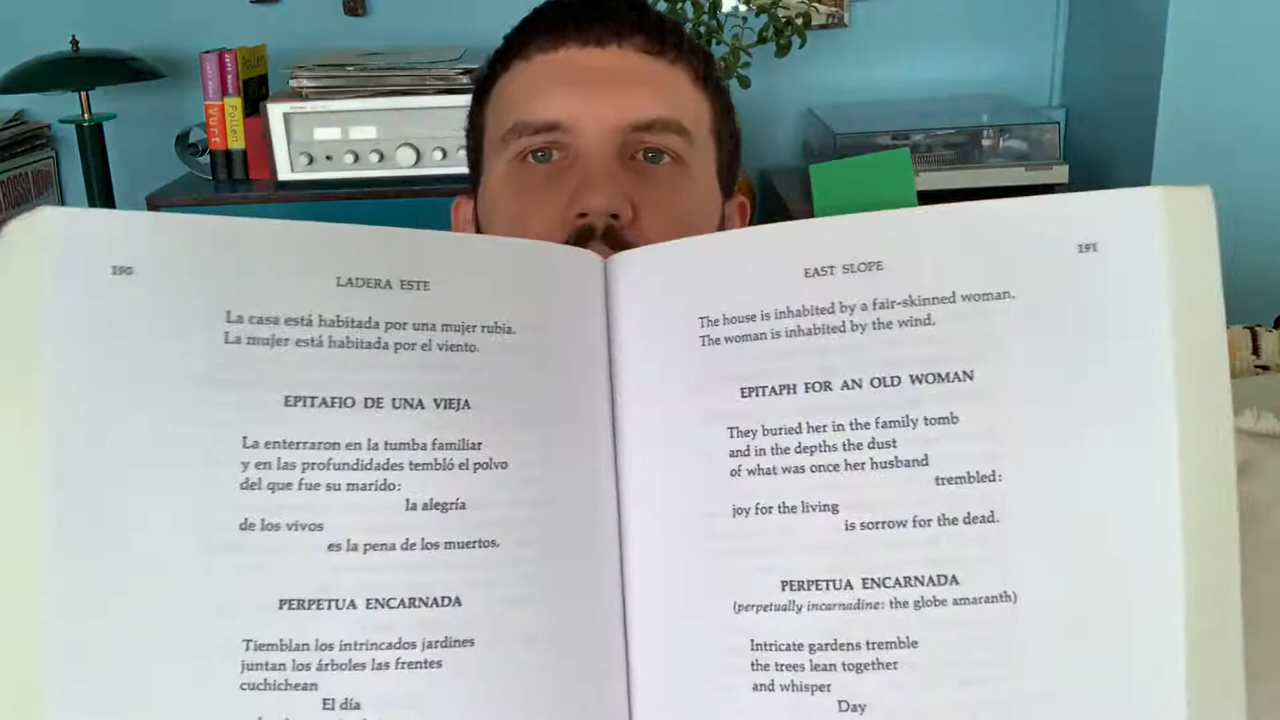 JEFF NOON
Vurt
Pollen
Pollen
BOSSA NOVA
190
LADERA ESTE
La casa está habitada por una mujer rubia.
La mujer está habitada por el viento.
EPITAFIO DE UNA VIEJA
La enterraron en la tumba familiar
y en las profundidades tembló el polvo
del que fue su marido:
la alegría
de los vivos
es la pena de los muertos.
PERPETUA ENCARNADA
Tiemblan los intrincados jardines
juntan los árboles las frentes
cuchichean
El día
191
EAST SLOPE
The house is inhabited by a fair-skinned woman.
The woman is inhabited by the wind.
EPITAPH FOR AN OLD WOMAN
They buried her in the family tomb
and in the depths the dust
of what was once her husband
trembled:
joy for the living
is sorrow for the dead.
PERPETUA ENCARNADA
(perpetually incarnadine: the globe amaranth)
Intricate gardens tremble
the trees lean together
and whisper
Day